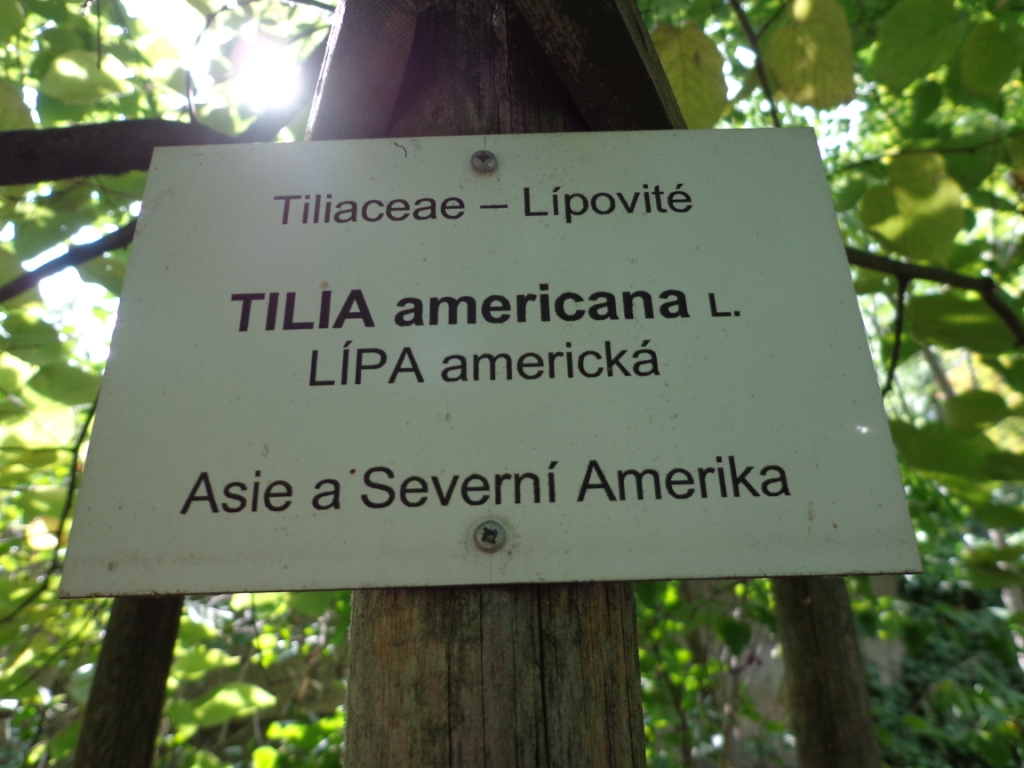 Tiliaceae – Lípovité
TILIA americana L.
LÍPA americká
Asie a Severní Amerika